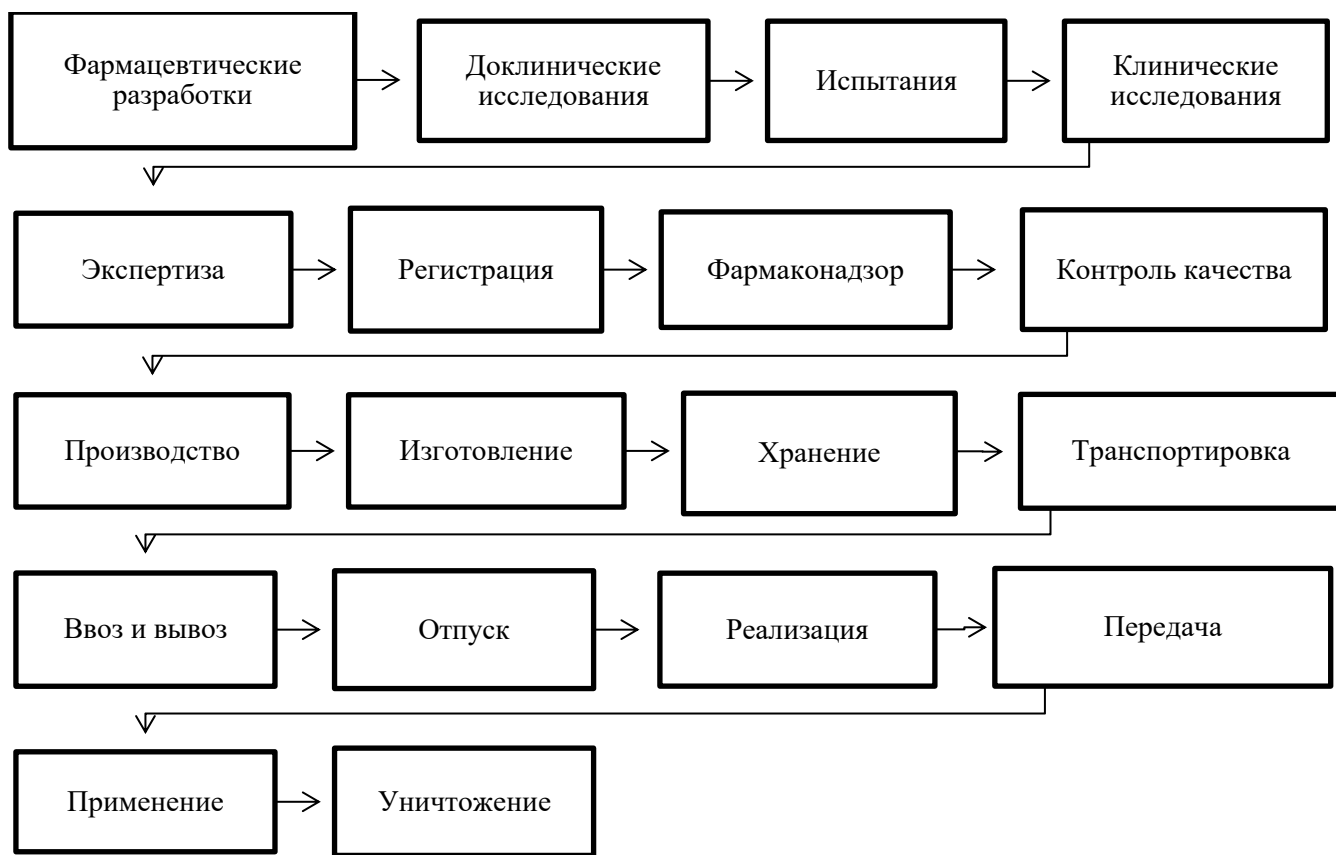 Фармацевтические
разработки
Доклинические
исследования
Испытания
Клинические
исследования
Экспертиза
Регистрация
Фармаконадзор
Контроль качества
Производство
Изготовление
Хранение
Транспортировка
Ввоз и вывоз
Отпуск
Реализация
Передача
Применение
Уничтожение